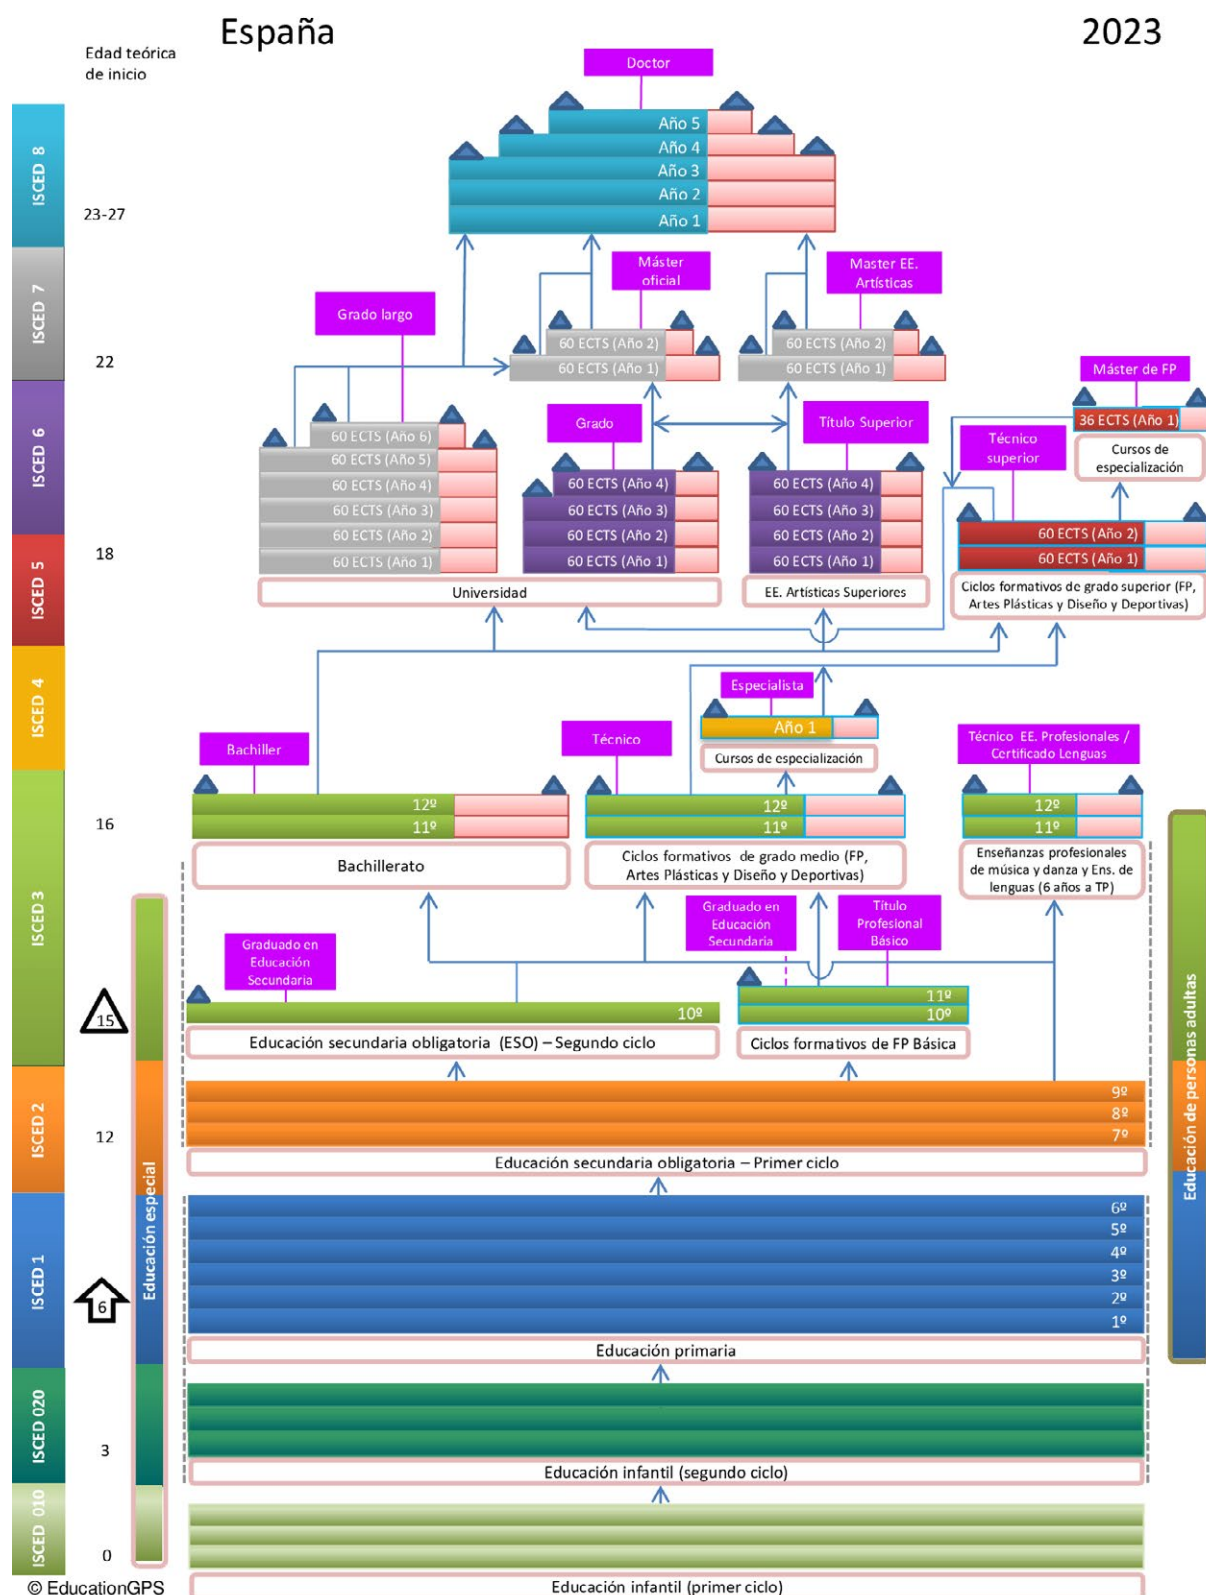 España
2023
Edad teórica
de inicio
Doctor
ISCED 8
Año 5
Año 4
Año 3
Año 2
Año 1
23-27
ISCED 7
Máster
oficial
Master EE.
Artísticas
Grado largo
60 ECTS (Año 2)
60 ECTS (Año 1)
60 ECTS (Año 2)
60 ECTS (Año 1)
22
Máster de FP
ISCED 6
36 ECTS (Año 1)
Cursos de
especialización
Grado
Título Superior
Técnico
superior
60 ECTS (Año 6)
60 ECTS (Año 5)
60 ECTS (Año 4)
60 ECTS (Año 3)
60 ECTS (Año 2)
60 ECTS (Año 1)
60 ECTS (Año 4)
60 ECTS (Año 3)
60 ECTS (Año 2)
60 ECTS (Año 1)
60 ECTS (Año 4)
60 ECTS (Año 3)
60 ECTS (Año 2)
60 ECTS (Año 1)
60 ECTS (Año 2)
60 ECTS (Año 1)
18
ISCED 5
Universidad
EE. Artísticas Superiores
Ciclos formativos de grado superior (FP,
Artes Plásticas y Diseño y Deportivas)
ISCED 4
Especialista
Año 1
Cursos de especialización
Bachiller
Técnico
Técnico EE. Profesionales /
Certificado Lenguas
12º
11º
12º
11º
12º
11º
16
ISCED 3
Bachillerato
Ciclos formativos de grado medio (FP,
Artes Plásticas y Diseño y Deportivas)
Enseñanzas profesionales
de música y danza y Ens. de
lenguas (6 años a TP)
Graduado en
Educación
Secundaria
Graduado en
Educación
Secundaria
Título
Profesional
Básico
15
10º
11º
10º
Educación secundaria obligatoria (ESO) – Segundo ciclo
Ciclos formativos de FP Básica
ISCED 2
9º
8º
7º
12
Educación secundaria obligatoria – Primer ciclo
Educación especial
Educación de personas adultas
ISCED 1
6º
5º
4º
3º
2º
1º
6
Educación primaria
ISCED 020
3
Educación infantil (segundo ciclo)
ISCED 010
0
Educación infantil (primer ciclo)
© EducationGPS